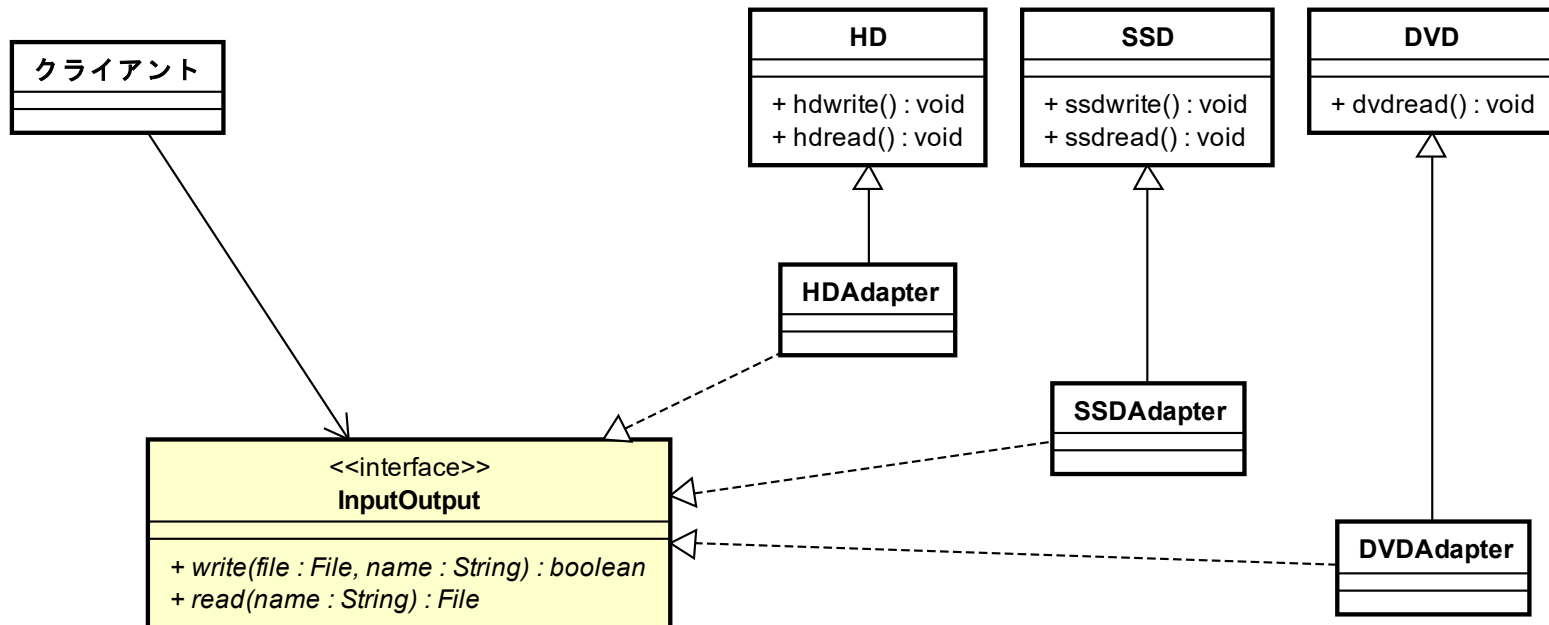 クライアント
HD
+ hdwrite() : void
+ hdread() : void
SSD
+ ssdwrite() : void
+ ssdread() : void
DVD
+ dvdread() : void
HDAdapter
SSDAdapter
DVDAdapter
<<interface>>
InputOutput
+ write(file : File, name : String) : boolean
+ read(name : String) : File